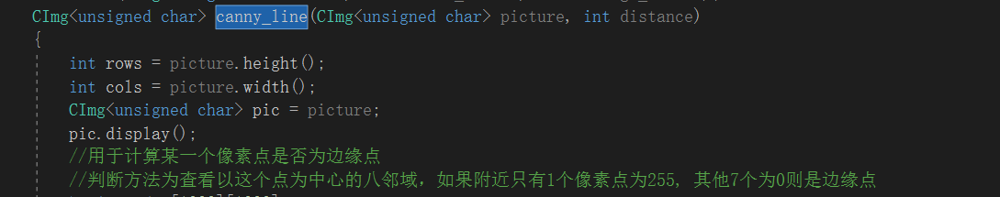 CImg<unsigned char> canny_line(CImg<unsigned char> picture, int distance)
{
int rows = picture.height();
int cols = picture.width();
CImg<unsigned char> pic = picture;
pic.display();
//用于计算某一个像素点是否为边缘点
//判断方法为查看以这个点为中心的八邻域，如果附近只有1个像素点为255, 其他7个为0则是边缘点